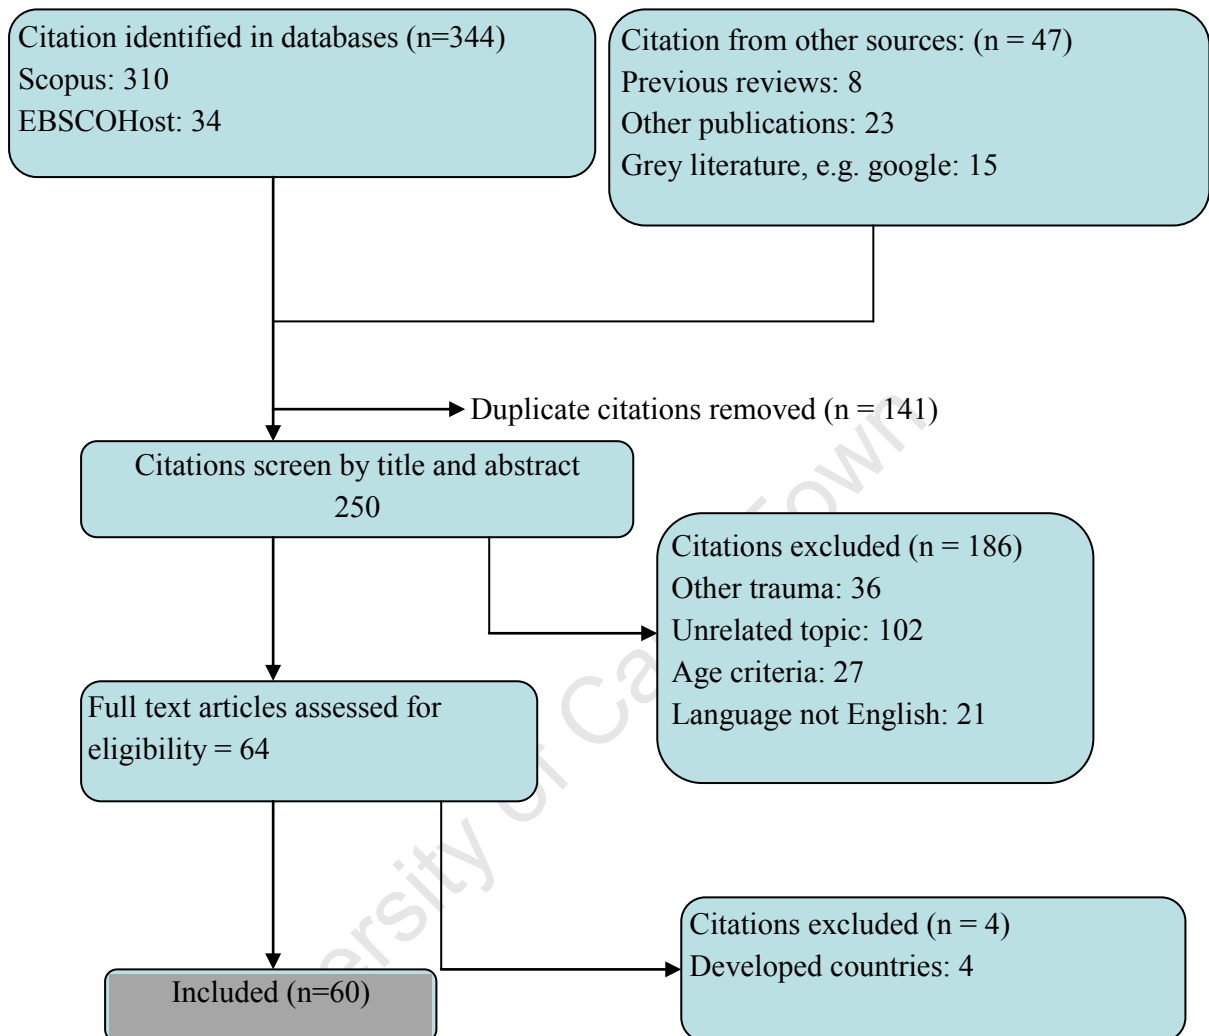 Citation identified in databases (n=344)
Scopus: 310
EBSCOHost: 34
Citation from other sources: (n = 47)
Previous reviews: 8
Other publications: 23
Grey literature, e.g. google: 15
Duplicate citations removed (n = 141)
Citations screen by title and abstract
250
Citations excluded (n = 186)
Other trauma: 36
Unrelated topic: 102
Age criteria: 27
Language not English: 21
Full text articles assessed for
eligibility = 64
Citations excluded (n = 4)
Developed countries: 4
Included (n=60)